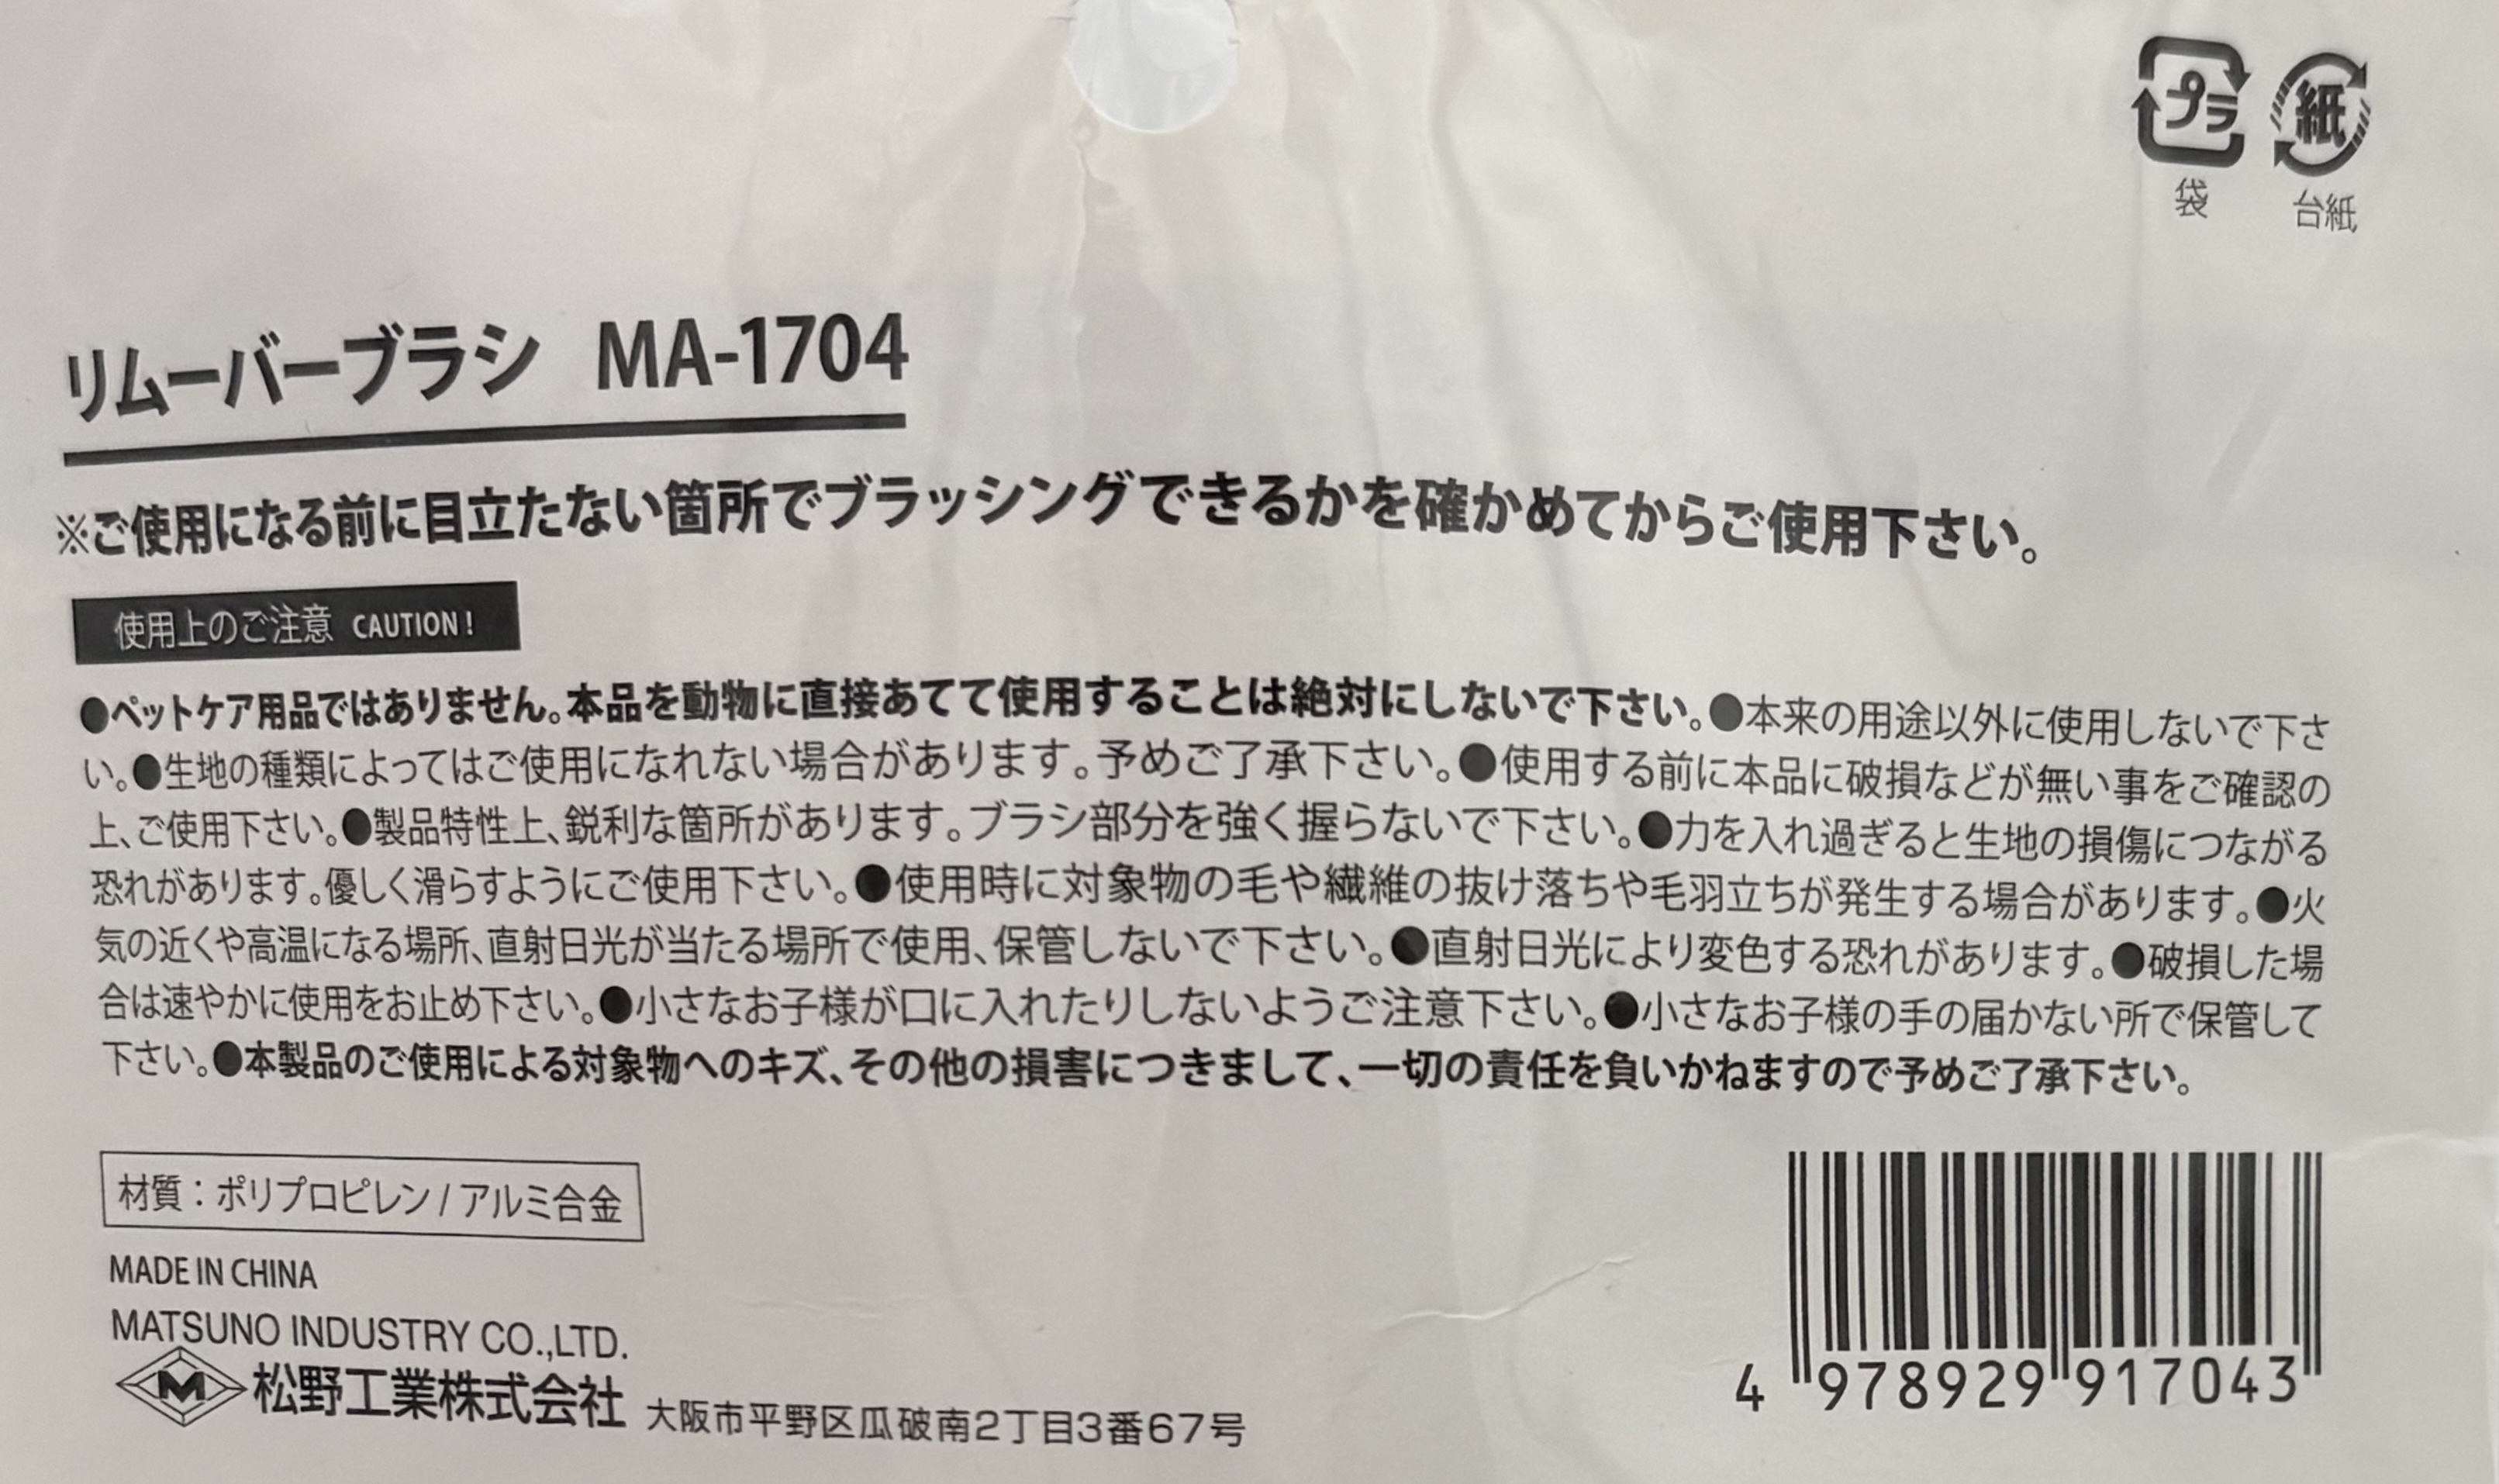 プラ 紙
袋 台紙
リムーバーブラシ MA-1704
※ご使用になる前に目立たない箇所でブラッシングできるかを確かめてからご使用下さい。
使用上のご注意 CAUTION!
●ペットケア用品ではありません。本品を動物に直接あてて使用することは絶対にしないで下さい。●本来の用途以外に使用しないで下さ
い。●生地の種類によってはご使用になれない場合があります。予めご了承下さい。●使用する前に本品に破損などが無い事をご確認の
上、ご使用下さい。●製品特性上、鋭利な箇所があります。ブラシ部分を強く握らないで下さい。●力を入れ過ぎると生地の損傷につながる
恐れがあります。優しく滑らすようにご使用下さい。●使用時に対象物の毛や繊維の抜け落ちや毛羽立ちが発生する場合があります。●火
気の近くや高温になる場所、直射日光が当たる場所で使用、保管しないで下さい。●直射日光により変色する恐れがあります。●破損した場
合は速やかに使用をお止め下さい。●小さなお子様が口に入れたりしないようご注意下さい。●小さなお子様の手の届かない所で保管して
下さい。●本製品のご使用による対象物へのキズ、その他の損害につきまして、一切の責任を負いかねますので予めご了承下さい。
材質：ポリプロピレン/アルミ合金
MADE IN CHINA
MATSUNO INDUSTRY CO.,LTD.
M 松野工業株式会社 大阪市平野区瓜破南2丁目3番67号
4 978929 917043